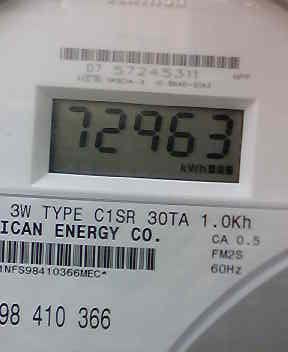 07 57245311
72963
kWh
3W TYPE C1SR 30TA 1.0Kh
ICAN ENERGY CO.
CA 0.5
FM2S
60Hz
1NFS98410366MEC*
98 410 366